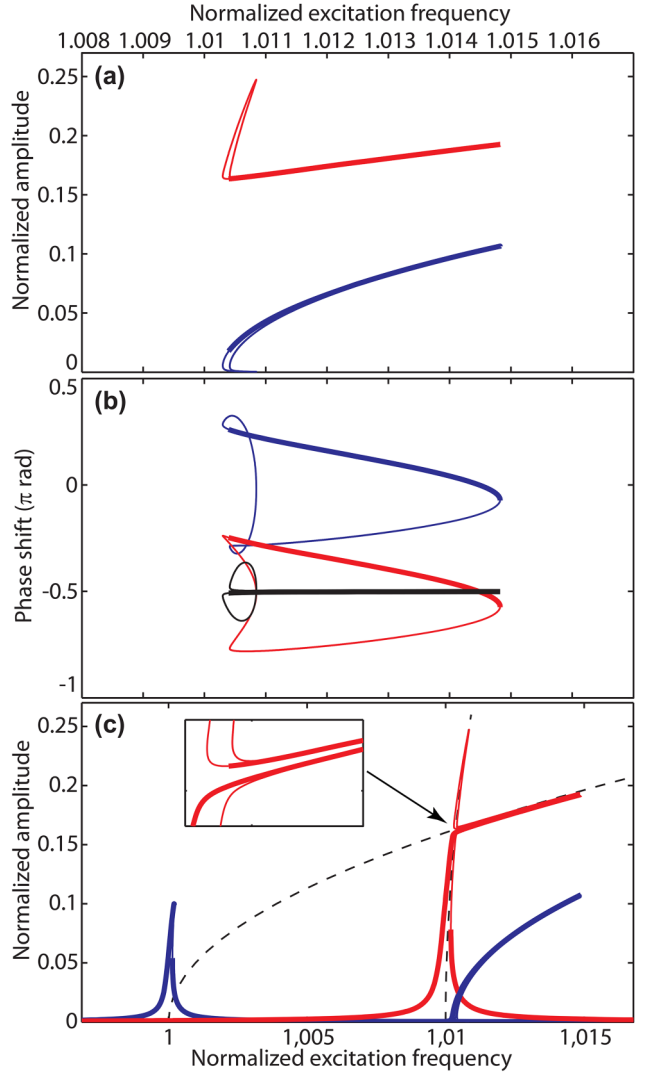 Normalized excitation frequency
1.008 1.009 1.01 1.011 1.012 1.013 1.014 1.015 1.016
(a)
Normalized amplitude
0.25
0.2
0.15
0.1
0.05
0
(b)
Phase shift (π rad)
0.5
0
-0.5
-1
(c)
Normalized amplitude
0.25
0.2
0.15
0.1
0.05
0
1 1,005 1,01 1,015
Normalized excitation frequency